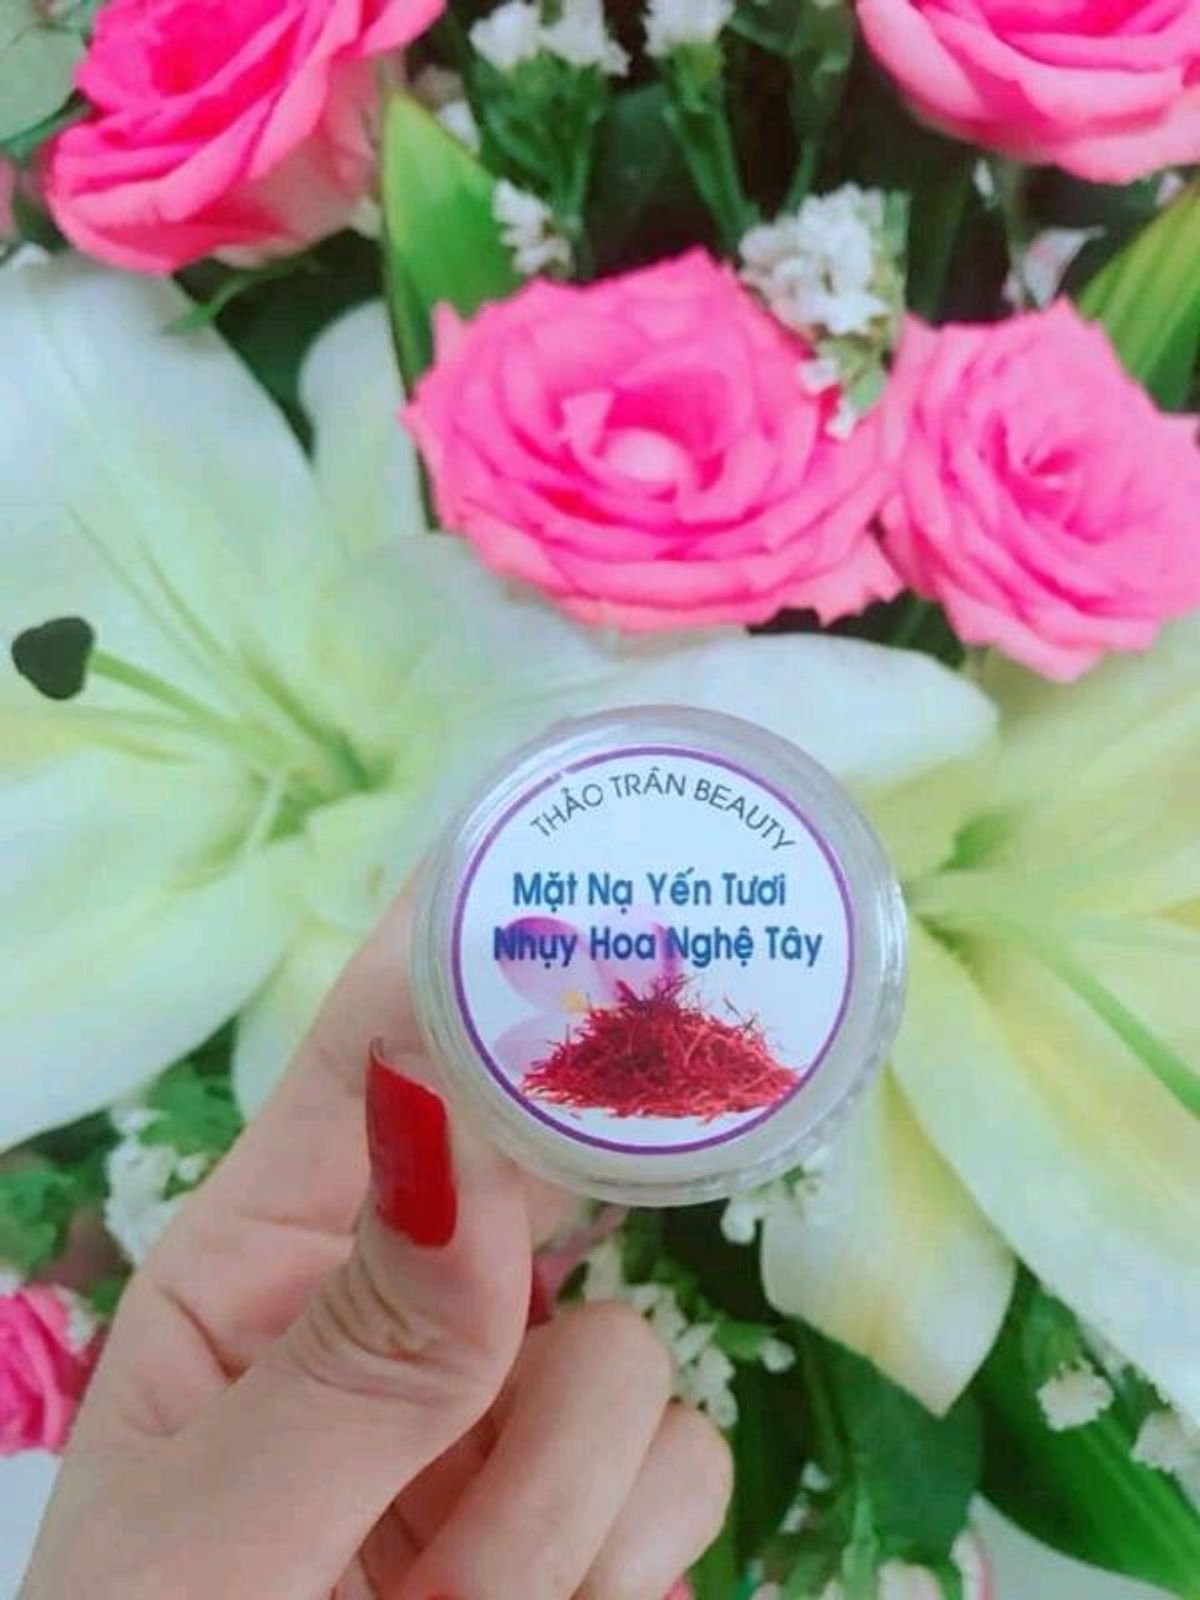 THẢO TRÂN BEAUTY
Mặt Nạ Yến Tươi
Nhụy Hoa Nghệ Tây